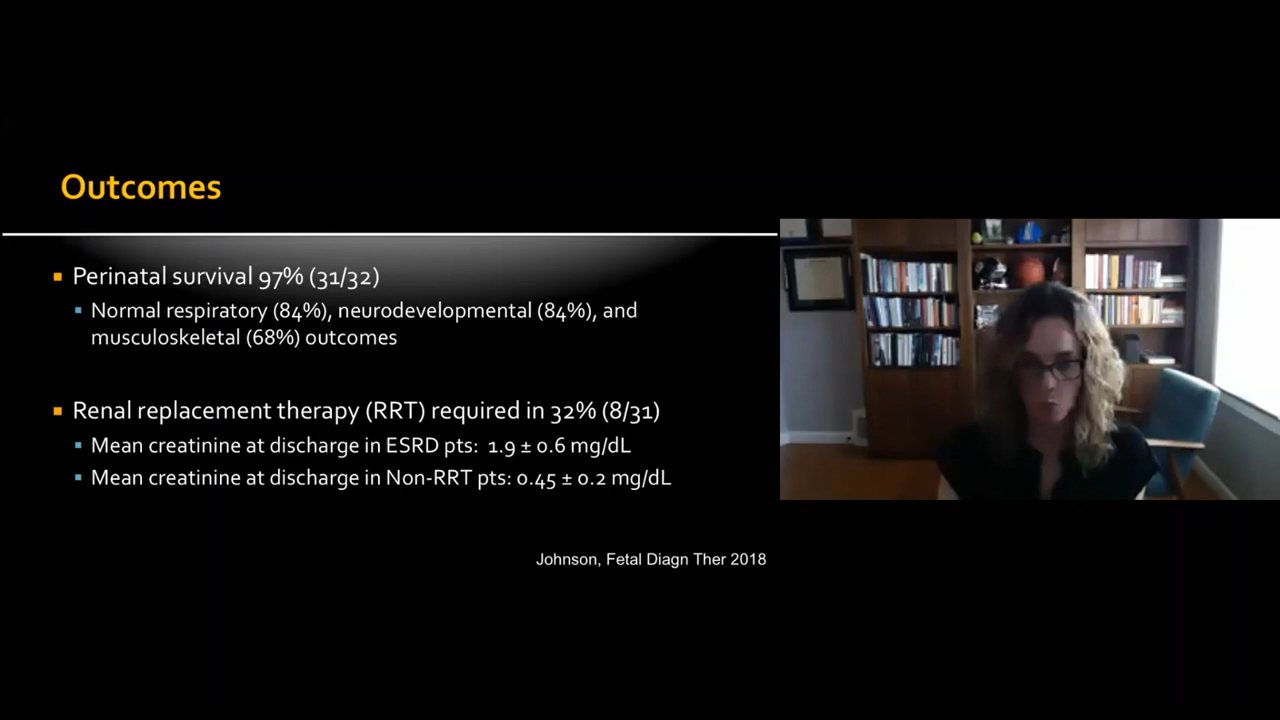 Outcomes
Perinatal survival 97% (31/32)
Normal respiratory (84%), neurodevelopmental (84%), and
musculoskeletal (68%) outcomes
Renal replacement therapy (RRT) required in 32% (8/31)
Mean creatinine at discharge in ESRD pts: 1.9 ± 0.6 mg/dL
Mean creatinine at discharge in Non-RRT pts: 0.45 ± 0.2 mg/dL
Johnson, Fetal Diagn Ther 2018